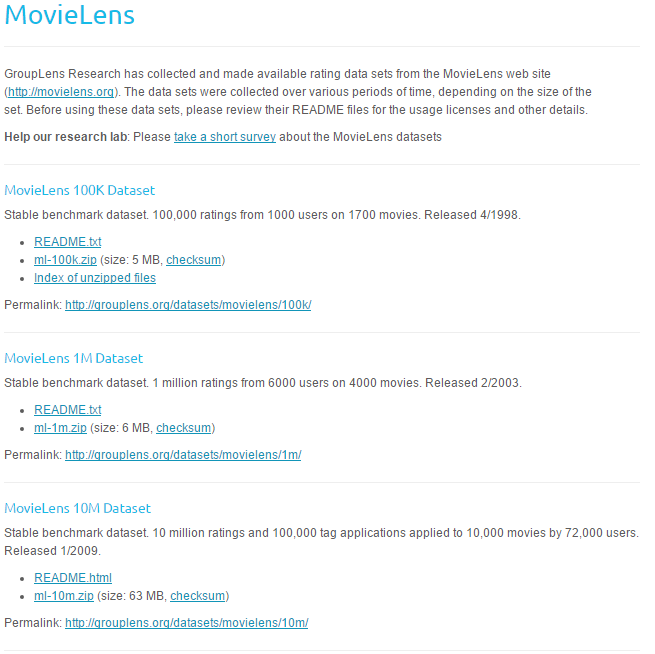 MovieLens
GroupLens Research has collected and made available rating data sets from the MovieLens web site
(http://movielens.org). The data sets were collected over various periods of time, depending on the size of the
set. Before using these data sets, please review their README files for the usage licenses and other details.
Help our research lab: Please take a short survey about the MovieLens datasets
MovieLens 100K Dataset
Stable benchmark dataset. 100,000 ratings from 1000 users on 1700 movies. Released 4/1998.
• README.txt
• ml-100k.zip (size: 5 MB, checksum)
• Index of unzipped files
Permalink: http://grouplens.org/datasets/movielens/100k/
MovieLens 1M Dataset
Stable benchmark dataset. 1 million ratings from 6000 users on 4000 movies. Released 2/2003.
• README.txt
• ml-1m.zip (size: 6 MB, checksum)
Permalink: http://grouplens.org/datasets/movielens/1m/
MovieLens 10M Dataset
Stable benchmark dataset. 10 million ratings and 100,000 tag applications applied to 10,000 movies by 72,000 users.
Released 1/2009.
• README.html
• ml-10m.zip (size: 63 MB, checksum)
Permalink: http://grouplens.org/datasets/movielens/10m/